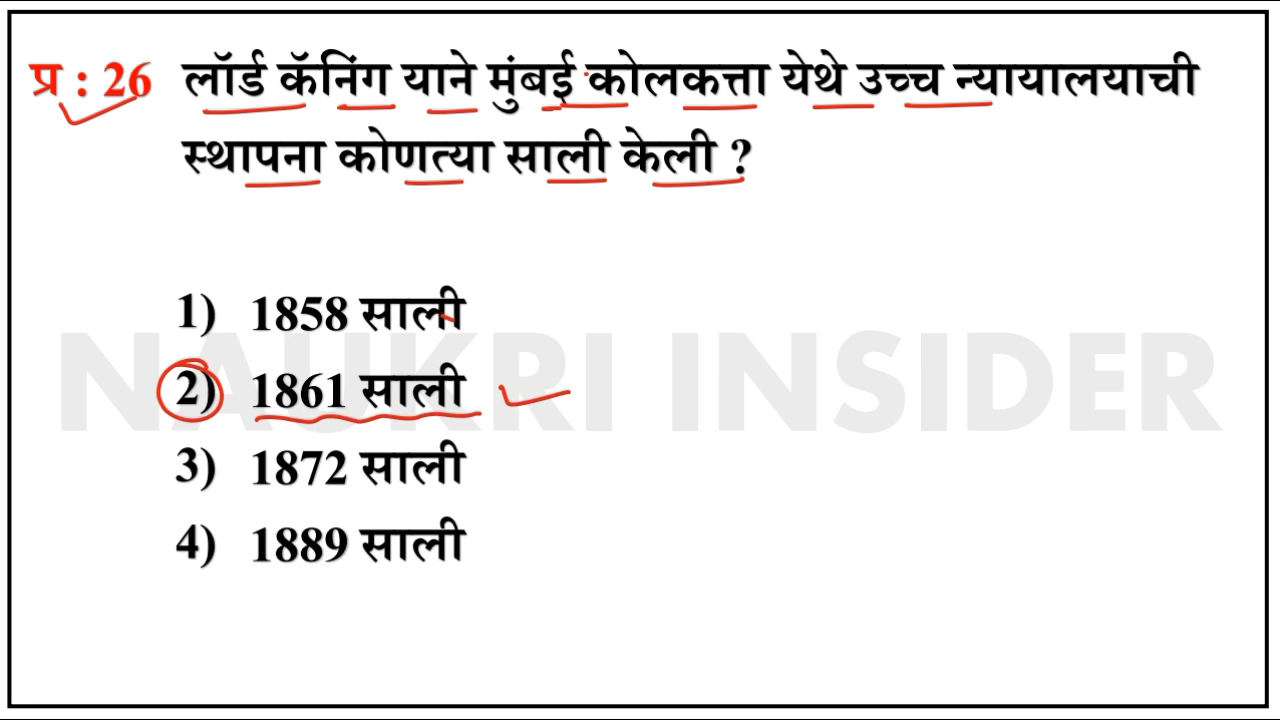 प्र : 26 लॉर्ड कॅनिंग याने मुंबई कोलकत्ता येथे उच्च न्यायालयाची
स्थापना कोणत्या साली केली ?
1) 1858 साली
2) 1861 साली
3) 1872 साली
4) 1889 साली
NAUKRI INSIDER